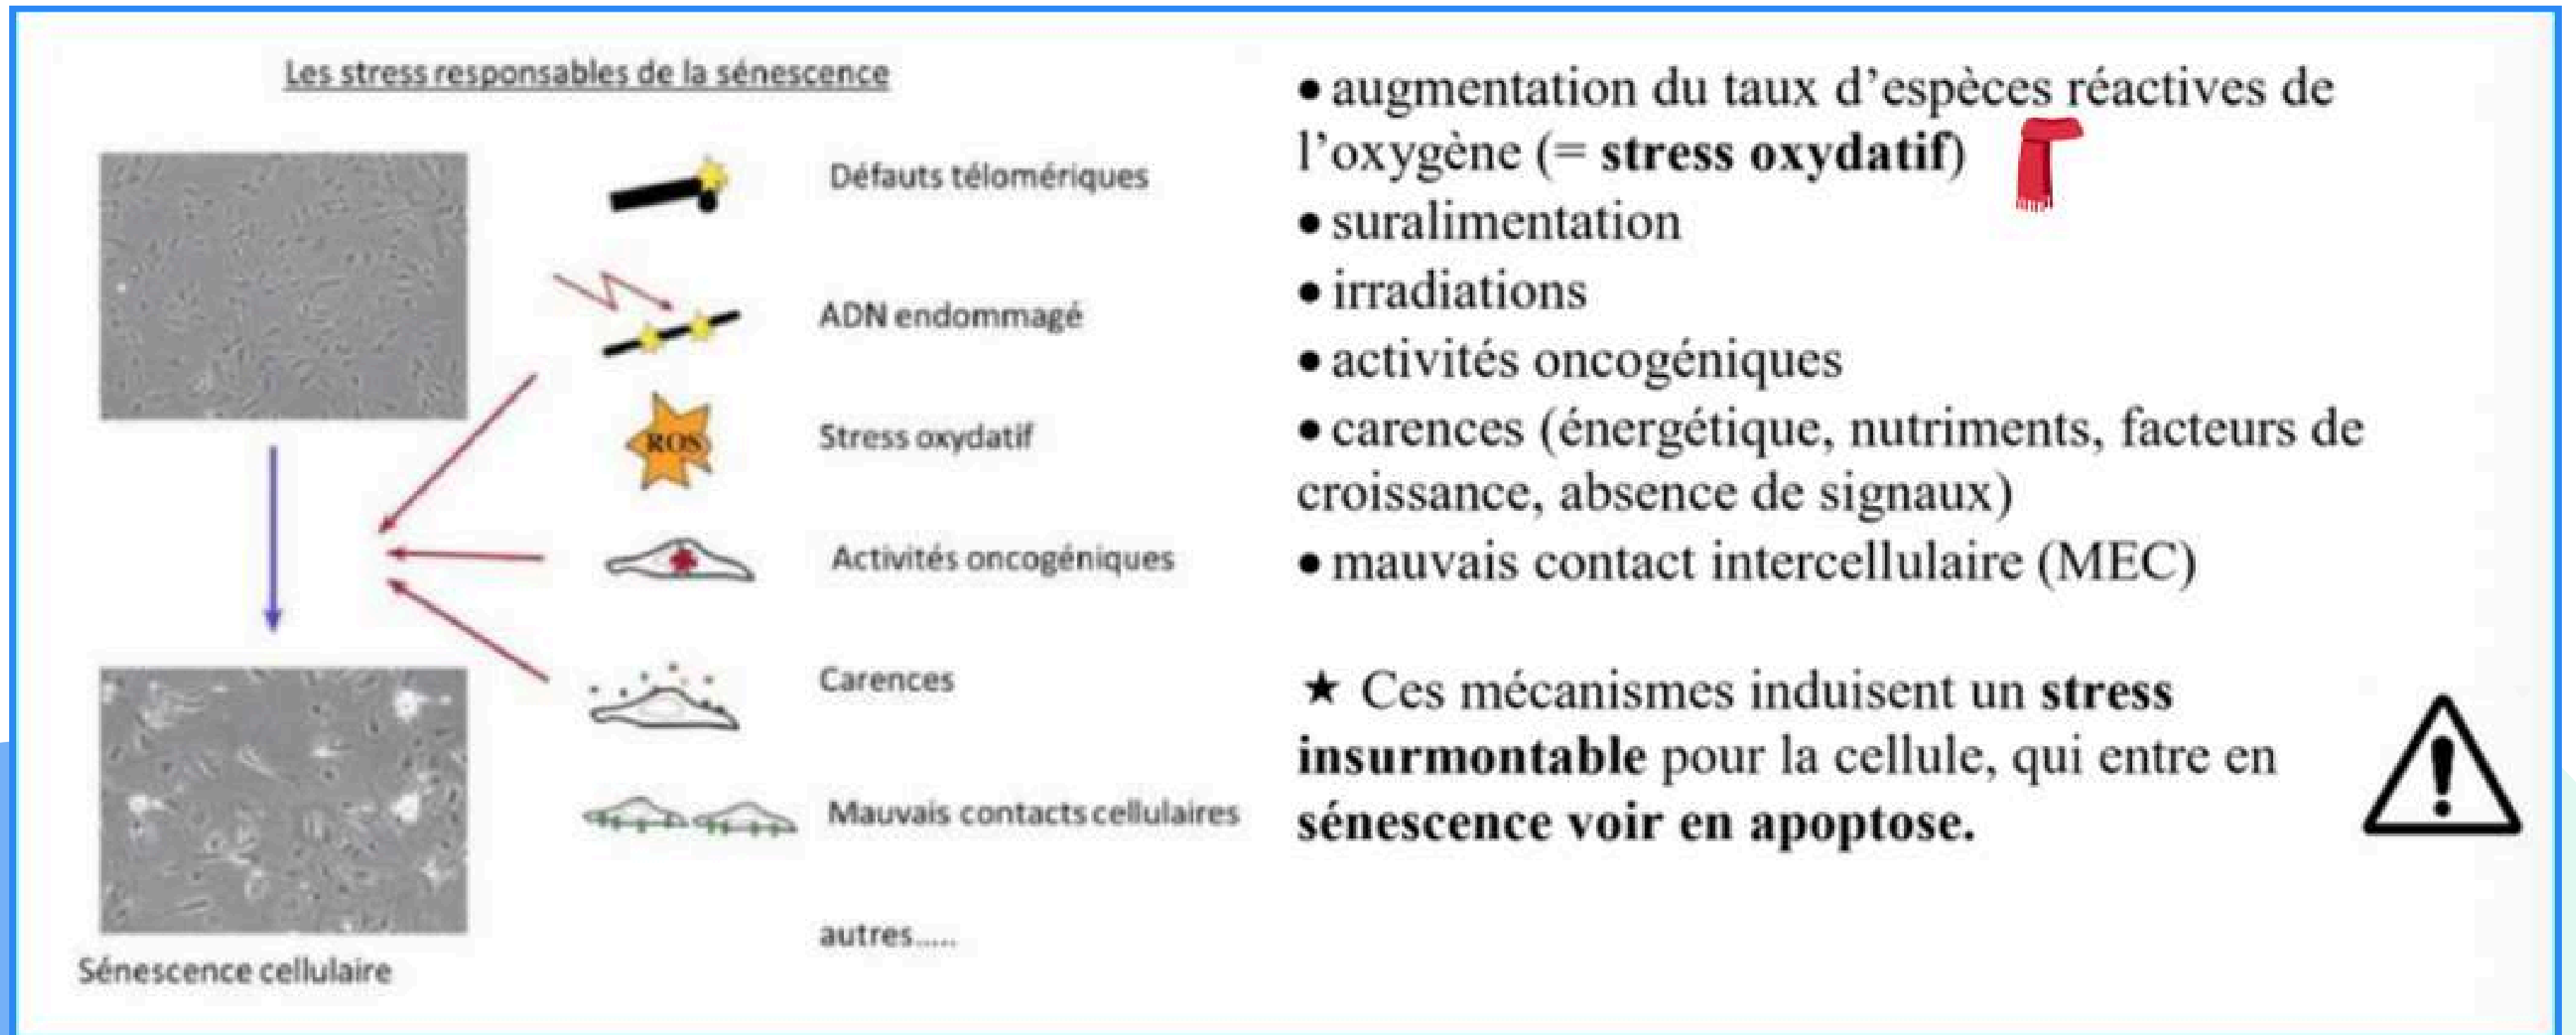 Les stress responsables de la sénescence
Défauts télomériques
ADN endommagé
ROS
Stress oxydatif
Activités oncogéniques
Carences
Mauvais contacts cellulaires
autres.....
Sénescence cellulaire
• augmentation du taux d’espèces réactives de
l’oxygène (= stress oxydatif)
• suralimentation
• irradiations
• activités oncogéniques
• carences (énergétique, nutriments, facteurs de
croissance, absence de signaux)
• mauvais contact intercellulaire (MEC)
★ Ces mécanismes induisent un stress
insurmontable pour la cellule, qui entre en
sénescence voir en apoptose.